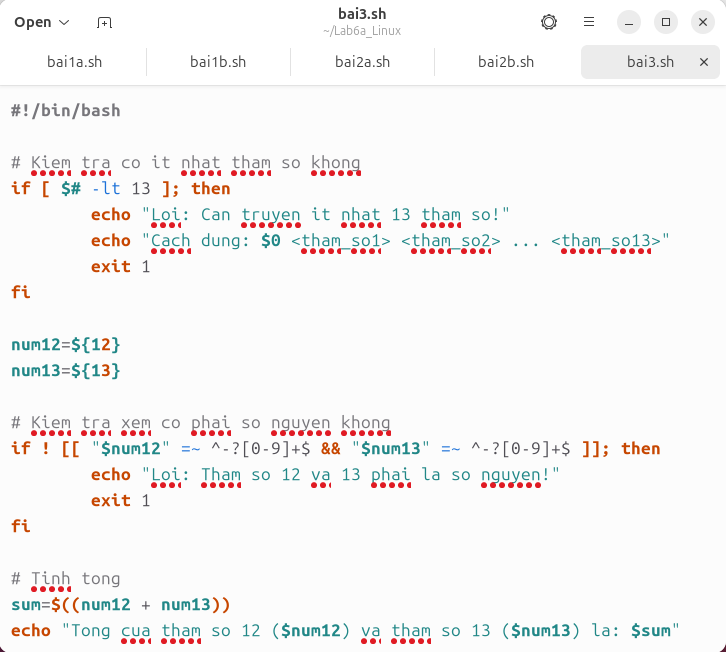 Open
bai3.sh
~/Lab6a_Linux
bai1a.sh bai1b.sh bai2a.sh bai2b.sh bai3.sh
#!/bin/bash
# Kiem tra co it nhat tham so khong
if [ $# -lt 13 ]; then
        echo "Loi: Can truyen it nhat 13 tham so!"
        echo "Cach dung: $0 <tham_so1> <tham_so2> ... <tham_so13>"
        exit 1
fi
num12=${12}
num13=${13}
# Kiem tra xem co phai so nguyen khong
if ! [[ "$num12" =~ ^-?[0-9]+$ && "$num13" =~ ^-?[0-9]+$ ]]; then
        echo "Loi: Tham so 12 va 13 phai la so nguyen!"
        exit 1
fi
# Tinh tong
sum=$((num12 + num13))
echo "Tong cua tham so 12 ($num12) va tham so 13 ($num13) la: $sum"